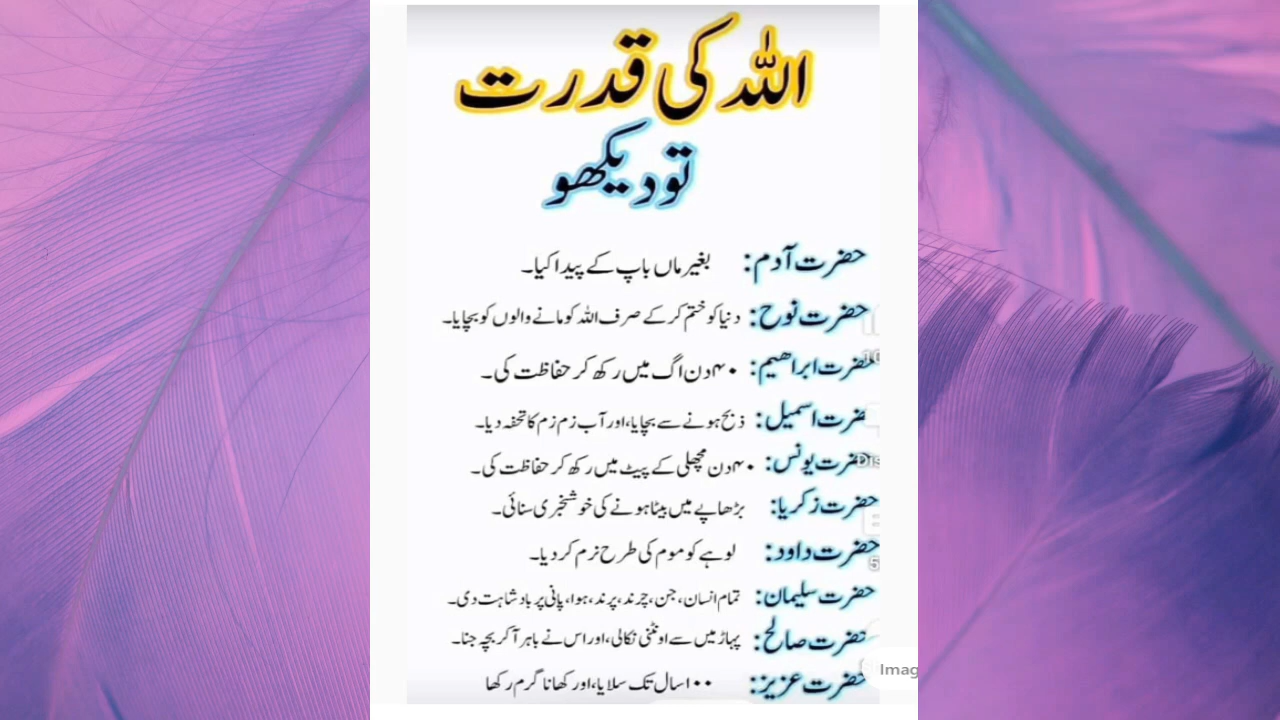 اللہ کی قدرت
تو دیکھو
حضرت آدم: بغیر ماں باپ کے پیدا کیا۔
حضرت نوح: دنیا کو ختم کر کے صرف اللہ کو مانے والوں کو بچایا۔
حضرت ابراھیم: ۴۰ دن اگ میں رکھ کر حفاظت کی۔
حضرت اسمٰیل: ذبح ہونے سے بچایا، اور آب زم زم کا تحفہ دیا۔
حضرت یونس: ۴۰ دن مچھلی کے پیٹ میں رکھ کر حفاظت کی۔
حضرت زکریا: بڑھاپے میں بیٹا ہونے کی خوشخبری سنائی۔
حضرت داود: لوہے کو موم کی طرح نرم کر دیا۔
حضرت سلیمان: تمام انسان، جن، چرند، پرند، ہوا، پانی پر بادشاہت دی۔
حضرت صالح: پہاڑ میں سے اونٹنی نکالی، اور اس نے باہر آ کر بچہ جنا۔
حضرت عزیز: ۱۰۰ سال تک سلایا، اور کھانا گرم رکھا
Imag